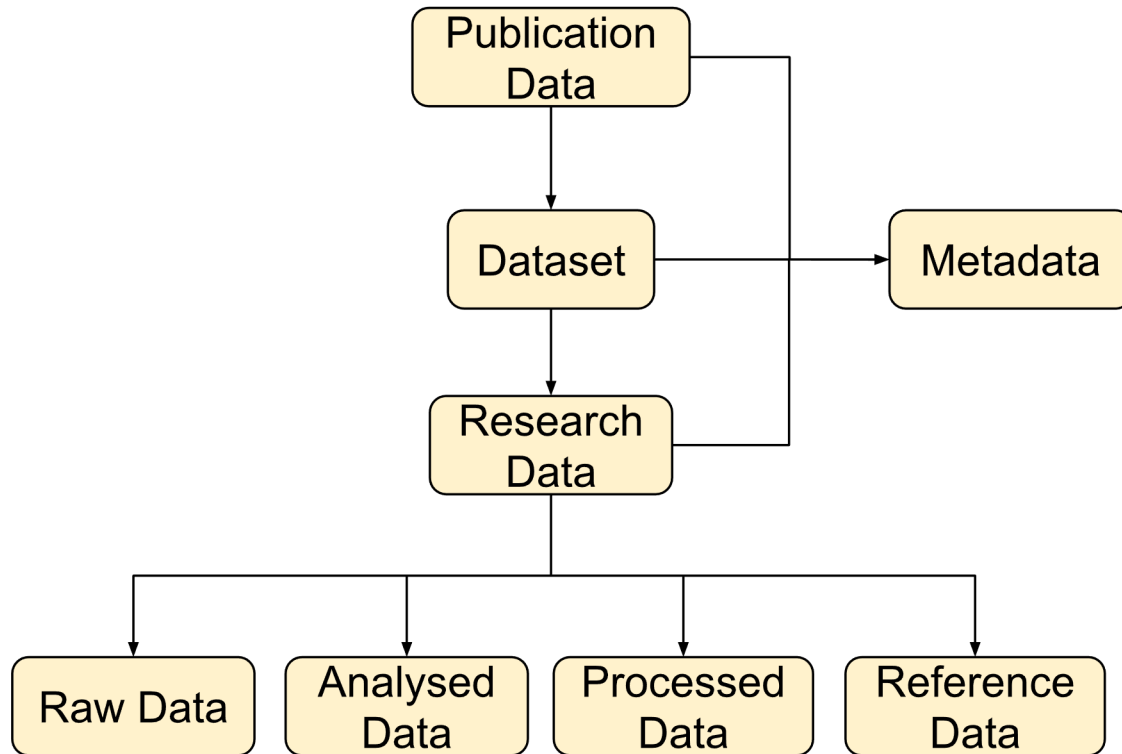 Publication
Data
Dataset
Metadata
Research
Data
Raw Data
Analysed
Data
Processed
Data
Reference
Data